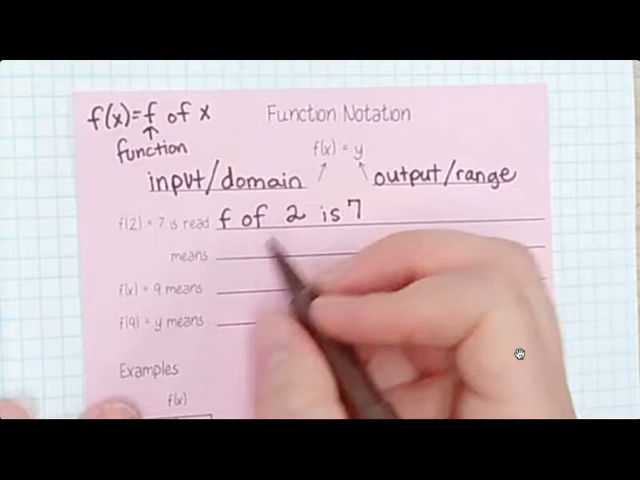 f(x)=f of x
Function Notation
function
f(x) = y
input/domain
output/range
f(2) = 7 is read f of 2 is 7
means
f(x) = 9 means
f(9) = y means
Examples
f(x)